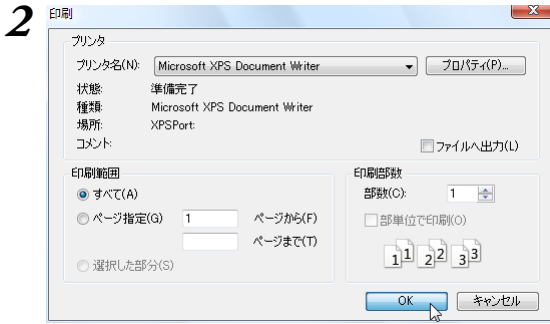 2
印刷
プリンタ
プリンタ名(N): Microsoft XPS Document Writer プロパティ(P)...
状態: 準備完了
種類: Microsoft XPS Document Writer
場所: XPSPort:
コメント: ファイルへ出力(L)
印刷範囲
すべて(A)
ページ指定(G) 1 ページから(F)
ページまで(T)
選択した部分(S)
印刷部数
部数(C): 1
部単位で印刷(O)
1 1 2 2 3 3
OK キャンセル